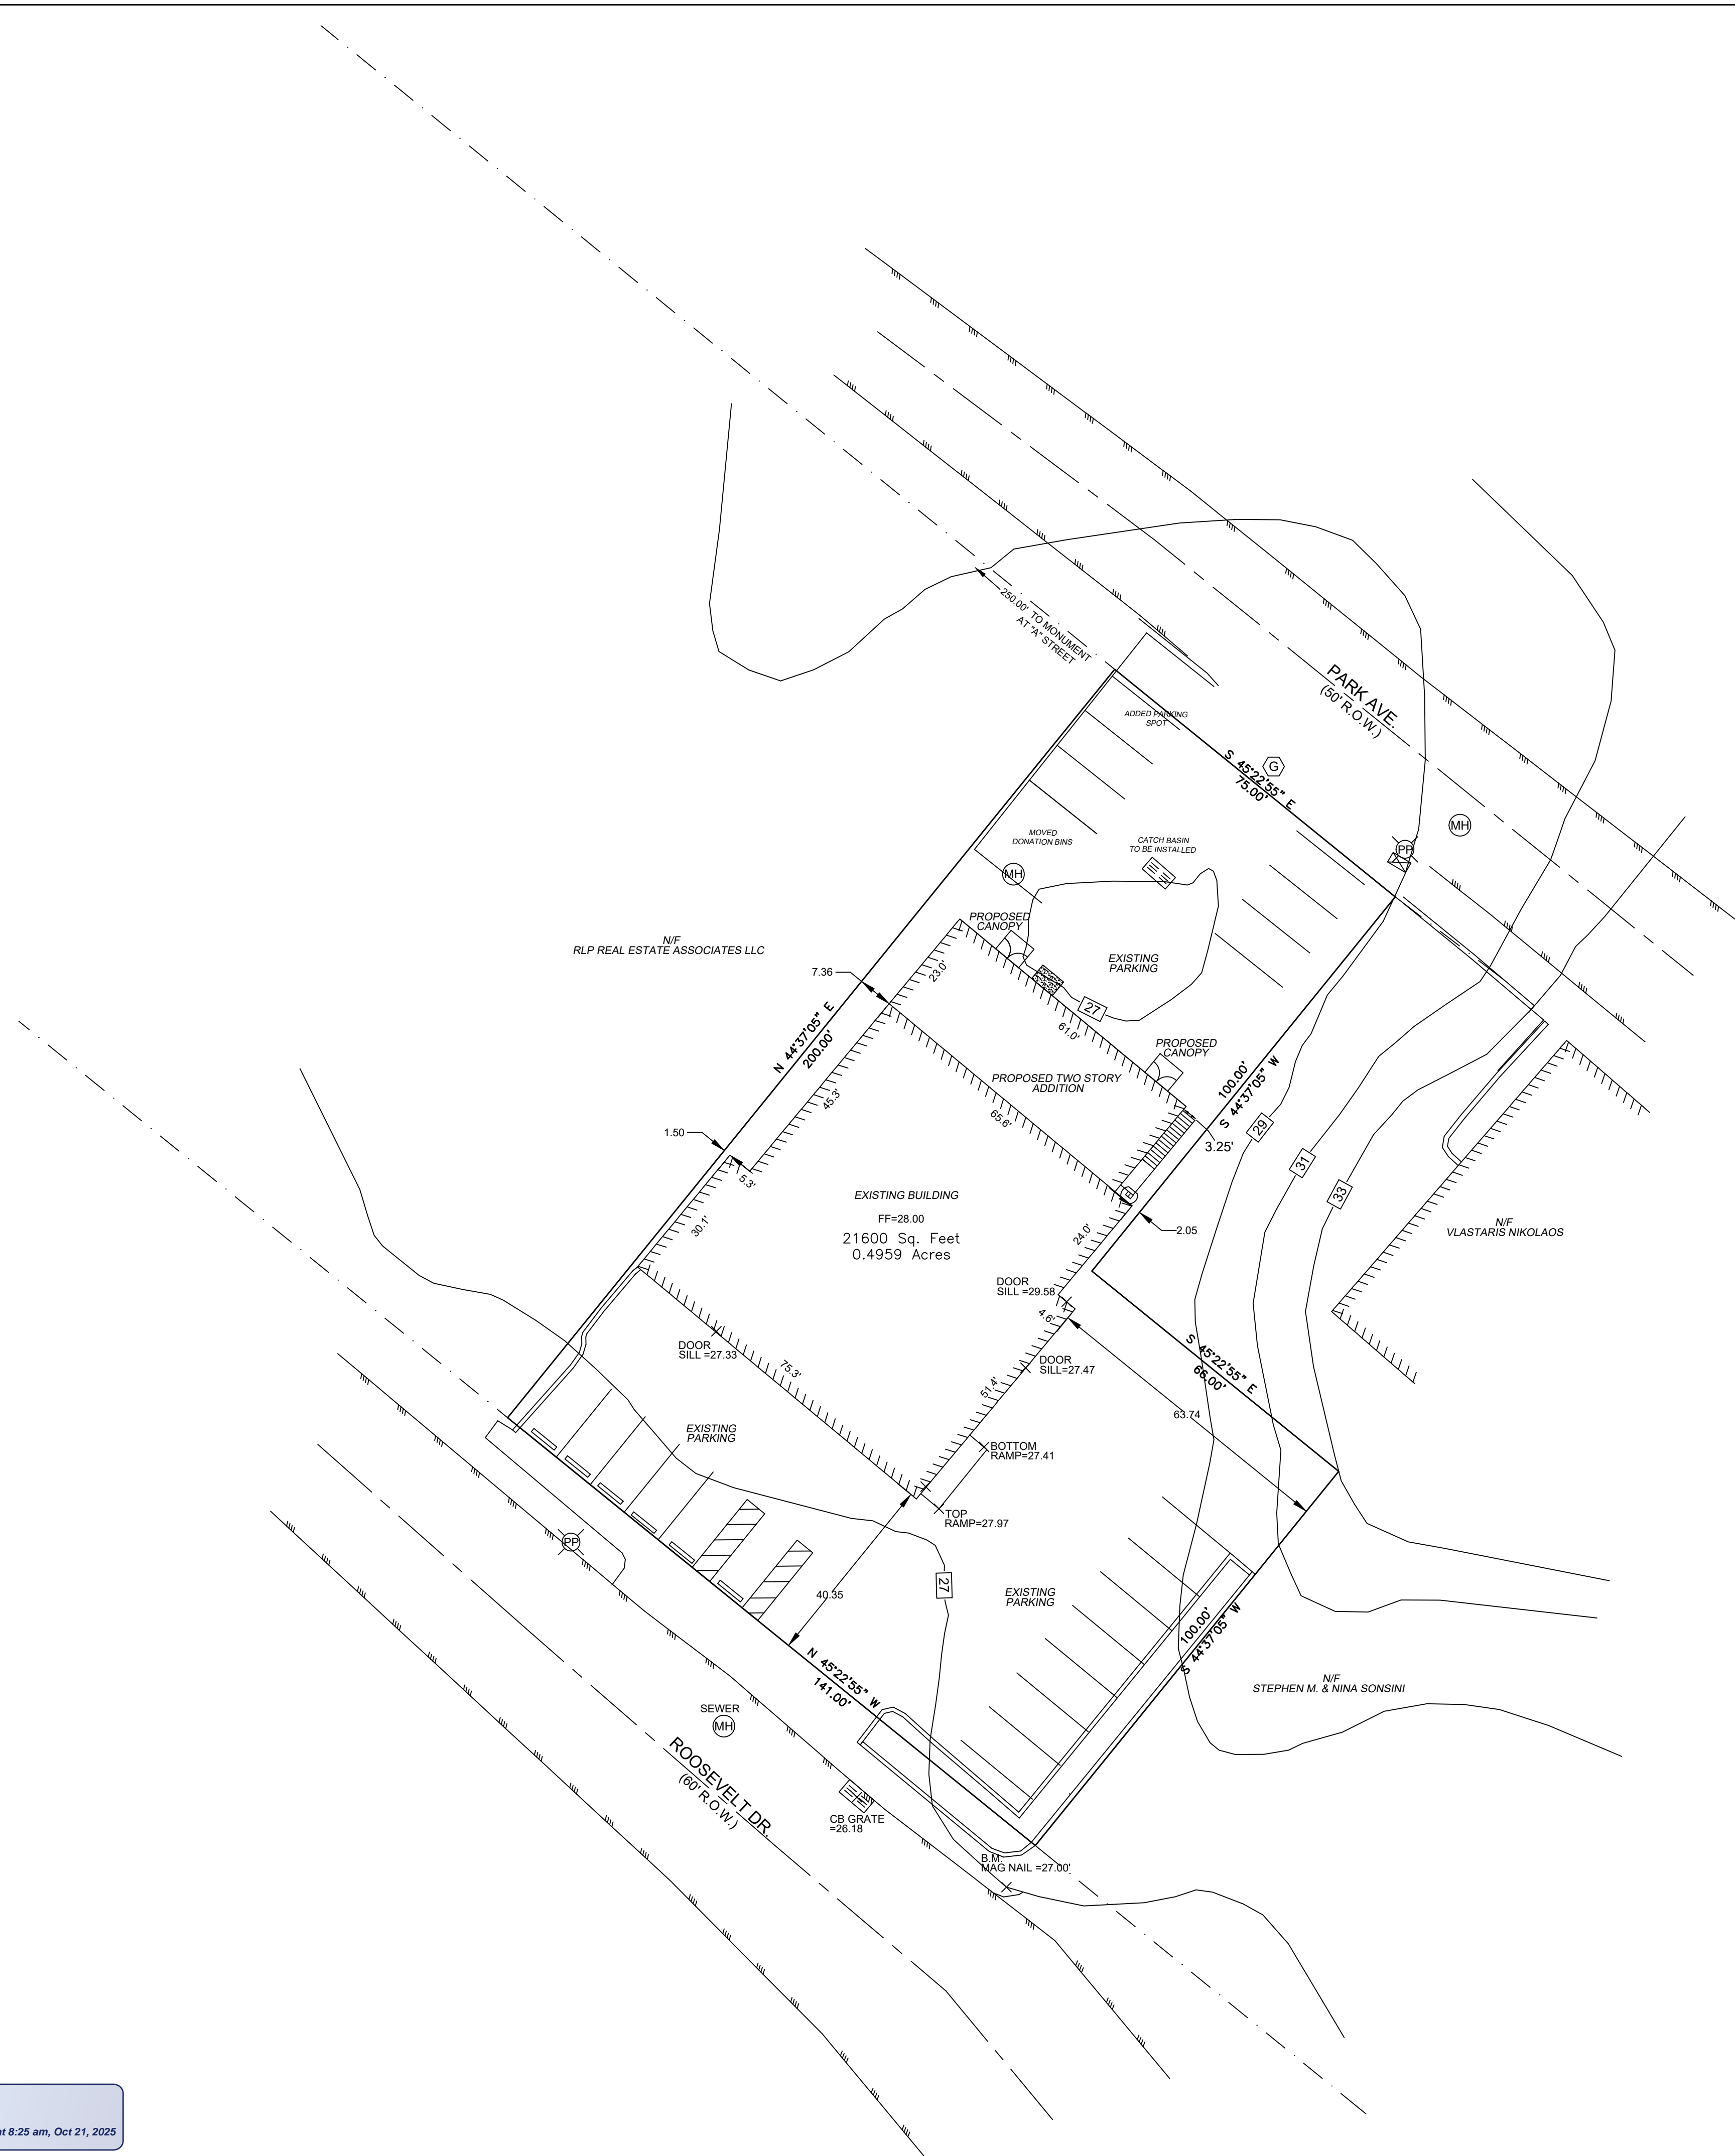 250.00' TO MONUMENT
AT "A" STREET
PARK AVE.
(50' R.O.W.)
ADDED PARKING
SPOT
S 45°22'55" E
75.00'
G
MH
PP
MOVED
DONATION BINS
CATCH BASIN
TO BE INSTALLED
MH
PROPOSED
CANOPY
N/F
RLP REAL ESTATE ASSOCIATES LLC
EXISTING
PARKING
7.36
23.0'
27
61.0'
N 44°37'05" E
200.00'
PROPOSED
CANOPY
PROPOSED TWO STORY
ADDITION
100.00'
S 44°37'05" W
45.3'
65.6'
29
31
33
1.50
3.25'
5.3'
E
EXISTING BUILDING
FF=28.00
21600 Sq. Feet
0.4959 Acres
30.1'
24.0'
2.05
N/F
VLASTARIS NIKOLAOS
DOOR
SILL =29.58
4.6'
DOOR
SILL =27.33
75.3'
DOOR
SILL=27.47
S 45°22'55" E
66.00'
51.4'
63.74
EXISTING
PARKING
BOTTOM
RAMP=27.41
TOP
RAMP=27.97
PP
40.35
27
EXISTING
PARKING
100.00'
S 44°37'05" W
N 45°22'55" W
141.00'
N/F
STEPHEN M. & NINA SONSINI
SEWER
MH
ROOSEVELT DR.
(60' R.O.W.)
CB GRATE
=26.18
B.M.
MAG NAIL =27.00'
at 8:25 am, Oct 21, 2025